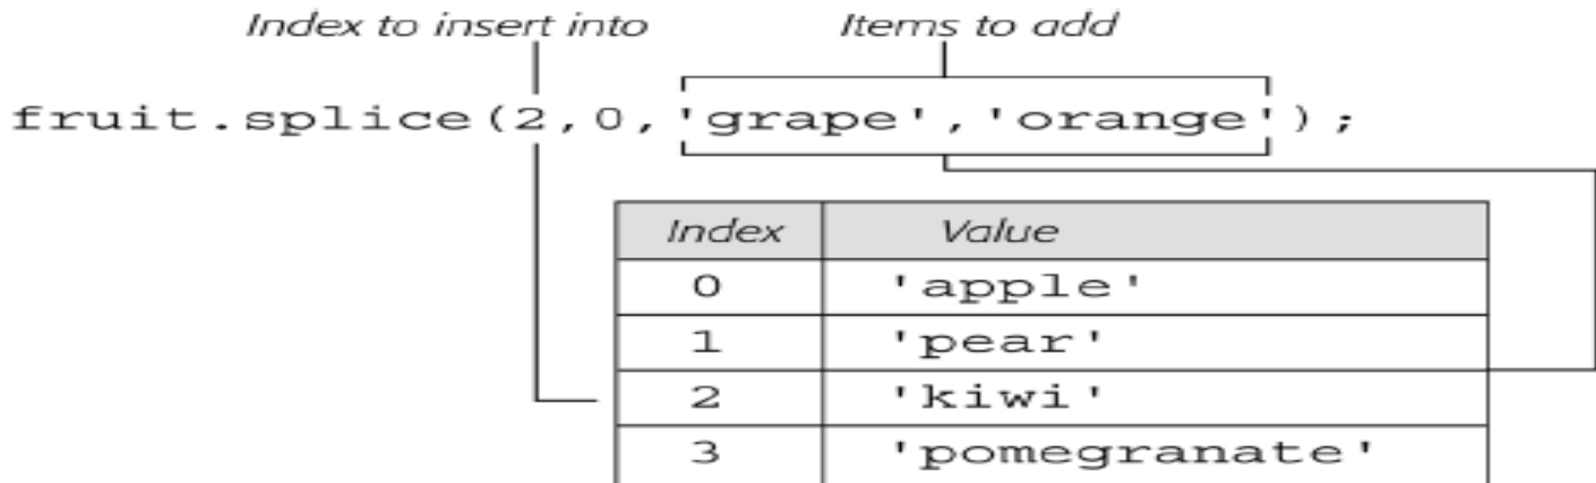 Index to insert into Items to add
fruit.splice(2,0,'grape','orange');
Index Value
0 'apple'
1 'pear'
2 'kiwi'
3 'pomegranate'